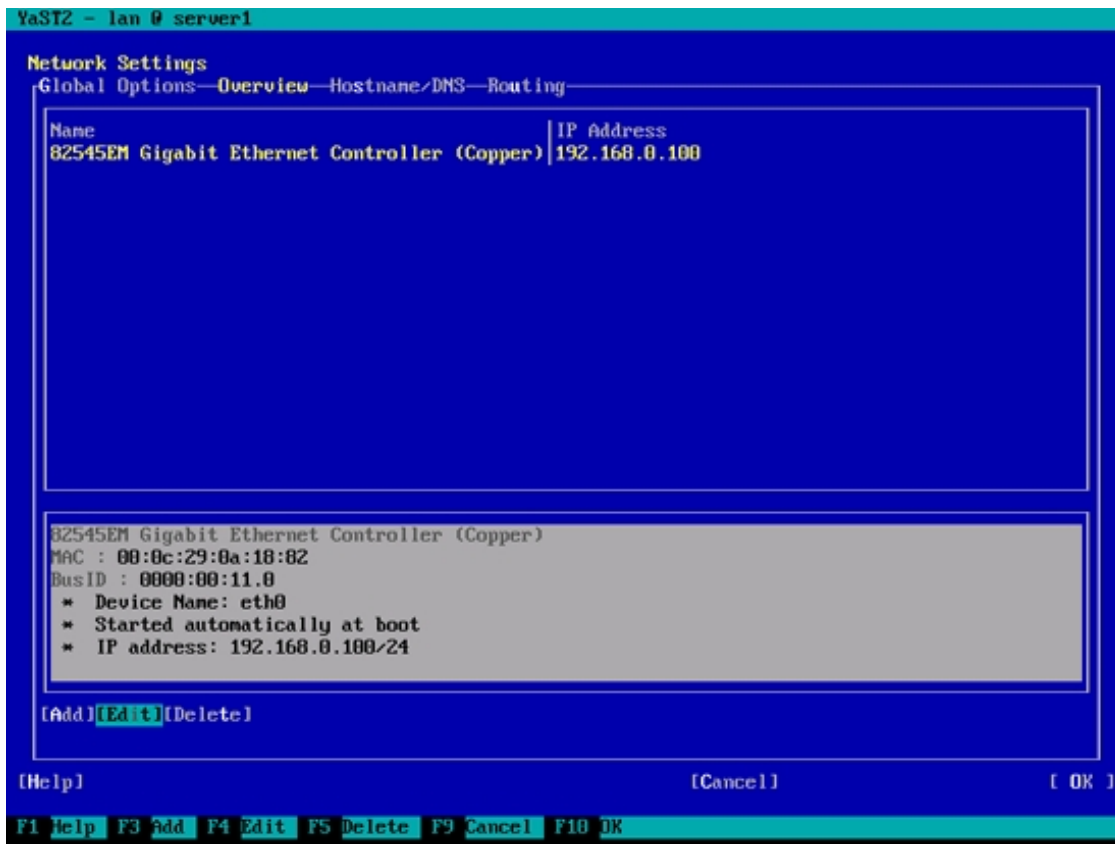 YaST2 - lan @ server1
Network Settings
Global Options—Overview—Hostname/DNS—Routing
Name IP Address
82545EM Gigabit Ethernet Controller (Copper) 192.168.0.100
82545EM Gigabit Ethernet Controller (Copper)
MAC : 00:0c:29:0a:18:82
BusID : 0000:00:11.0
* Device Name: eth0
* Started automatically at boot
* IP address: 192.168.0.100/24
[Add][Edit][Delete]
[Help] [Cancel] [ OK ]
F1 Help F3 Add F4 Edit F5 Delete F9 Cancel F10 OK